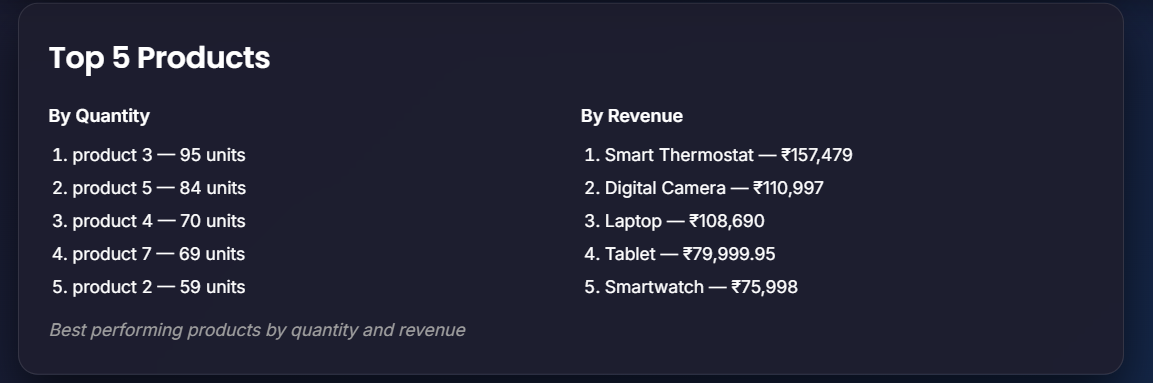 Top 5 Products
By Quantity
1. product 3 — 95 units
2. product 5 — 84 units
3. product 4 — 70 units
4. product 7 — 69 units
5. product 2 — 59 units
By Revenue
1. Smart Thermostat — ₹157,479
2. Digital Camera — ₹110,997
3. Laptop — ₹108,690
4. Tablet — ₹79,999.95
5. Smartwatch — ₹75,998
Best performing products by quantity and revenue